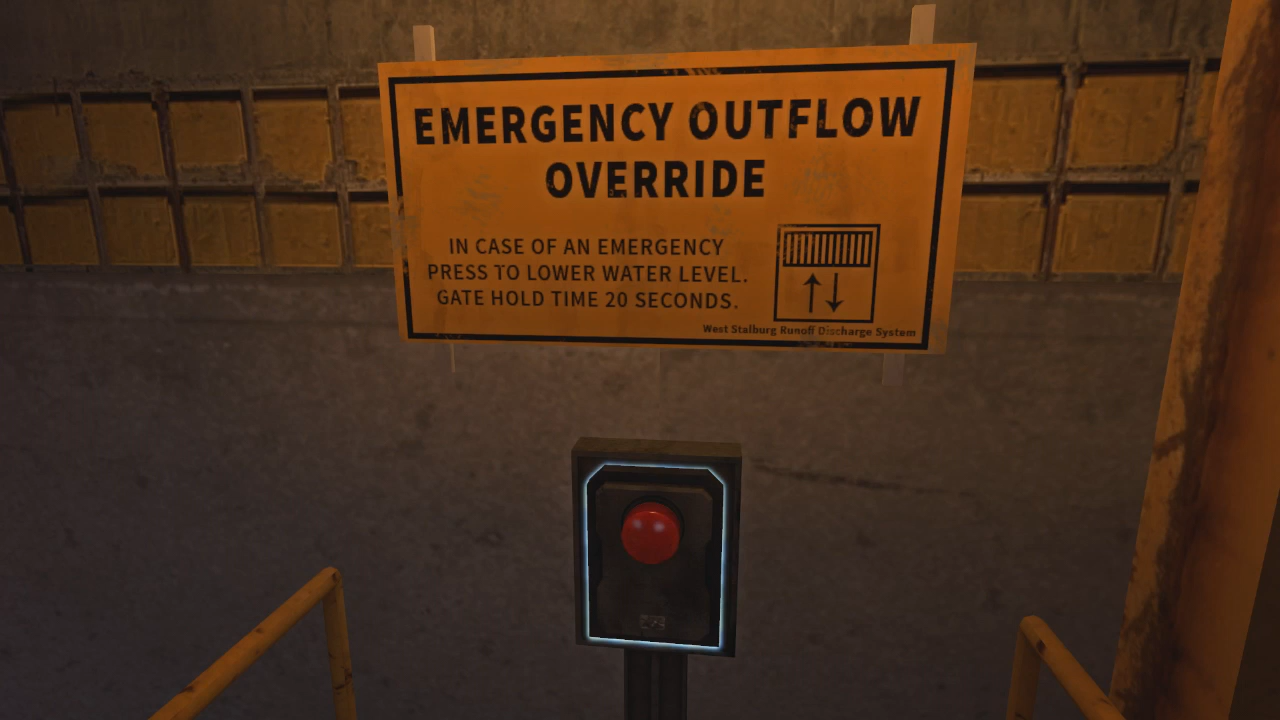 EMERGENCY OUTFLOW
OVERRIDE
IN CASE OF AN EMERGENCY
PRESS TO LOWER WATER LEVEL.
GATE HOLD TIME 20 SECONDS.
West Stalburg Runoff Discharge System